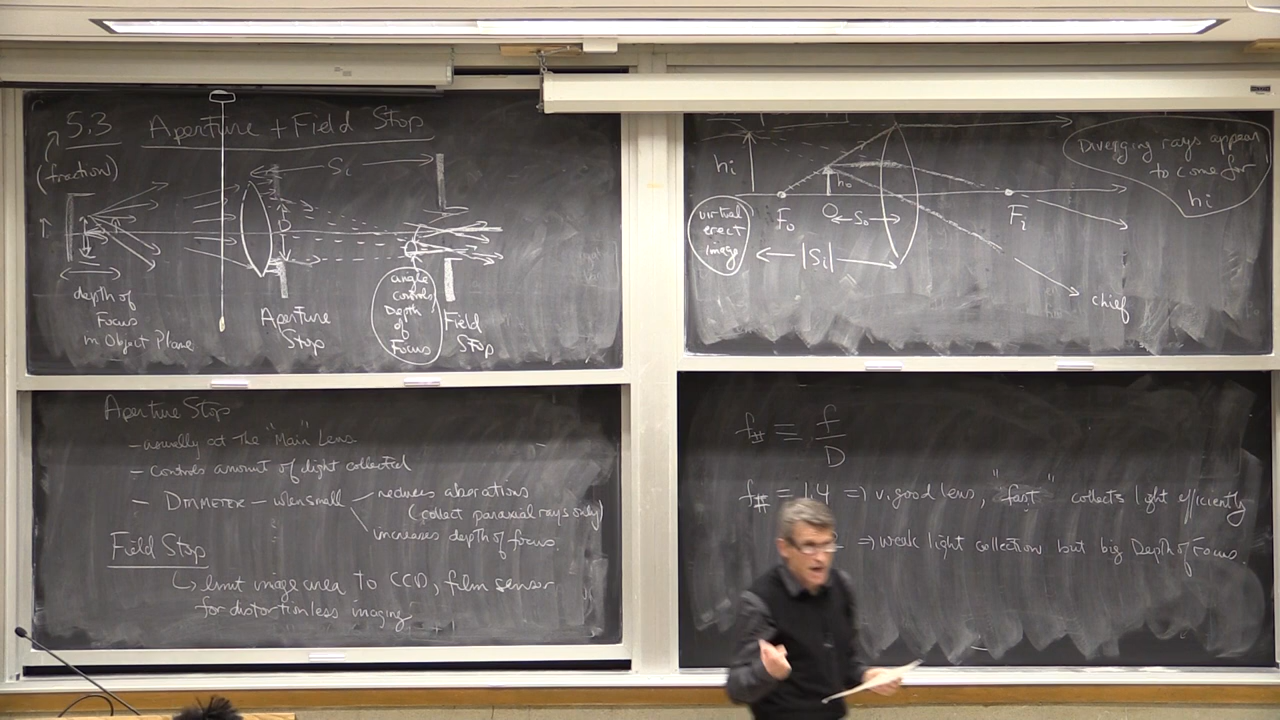 5.3 Aperture + Field Stop
(fraction)
Si
D
depth of
Focus
in Object Plane
Aperture
Stop
angle
controls
Depth
of
Focus
Field
Stop
hi
ho
Fo
O
So
Fi
|Si|
virtual
erect
image
chief
Diverging rays appear
to come for
hi
Aperture Stop
- usually at the "Main" Lens
- Controls amount of light collected
- DIAMETER - when small
reduces aberations
(collect paraxial rays only)
increases depth of focus.
Field Stop
↳ limit image area to CCD, film sensor
for distortionless imaging
f# ≡ f/D
f# = 1.4 ⇒ v. good lens, "fast" collects light efficiently
⇒ weak light collection but big Depth of Focus.